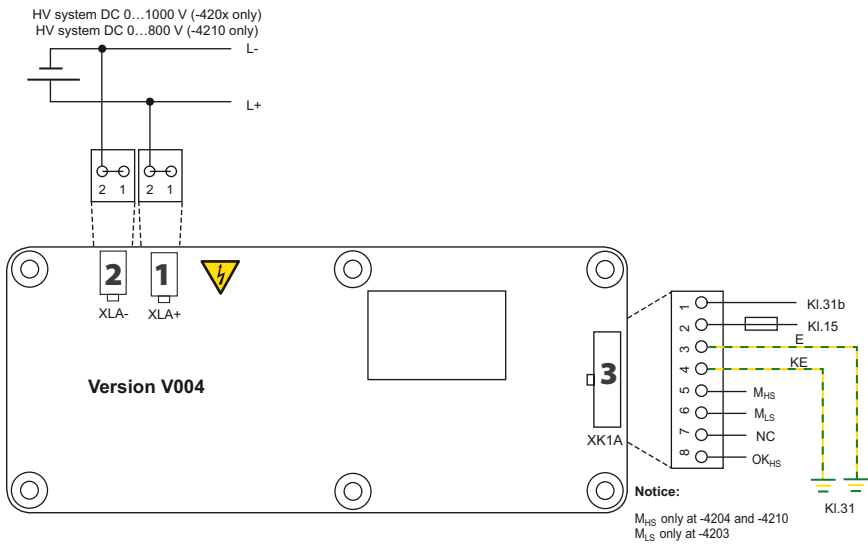 HV system DC 0...1000 V (-420x only)
HV system DC 0...800 V (-4210 only)
L-
L+
2 1 2 1
2 1
XLA- XLA+
Version V004
3
XK1A
1
2
3
4
5
6
7
8
Kl.31b
Kl.15
E
KE
MHS
MLS
NC
OKHS
Kl.31
Notice:
MHS only at -4204 and -4210
MLS only at -4203